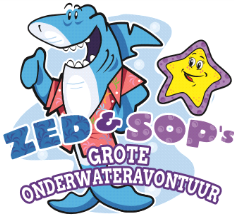 ZED & SOP's
GROTE
ONDERWATERAVONTUUR